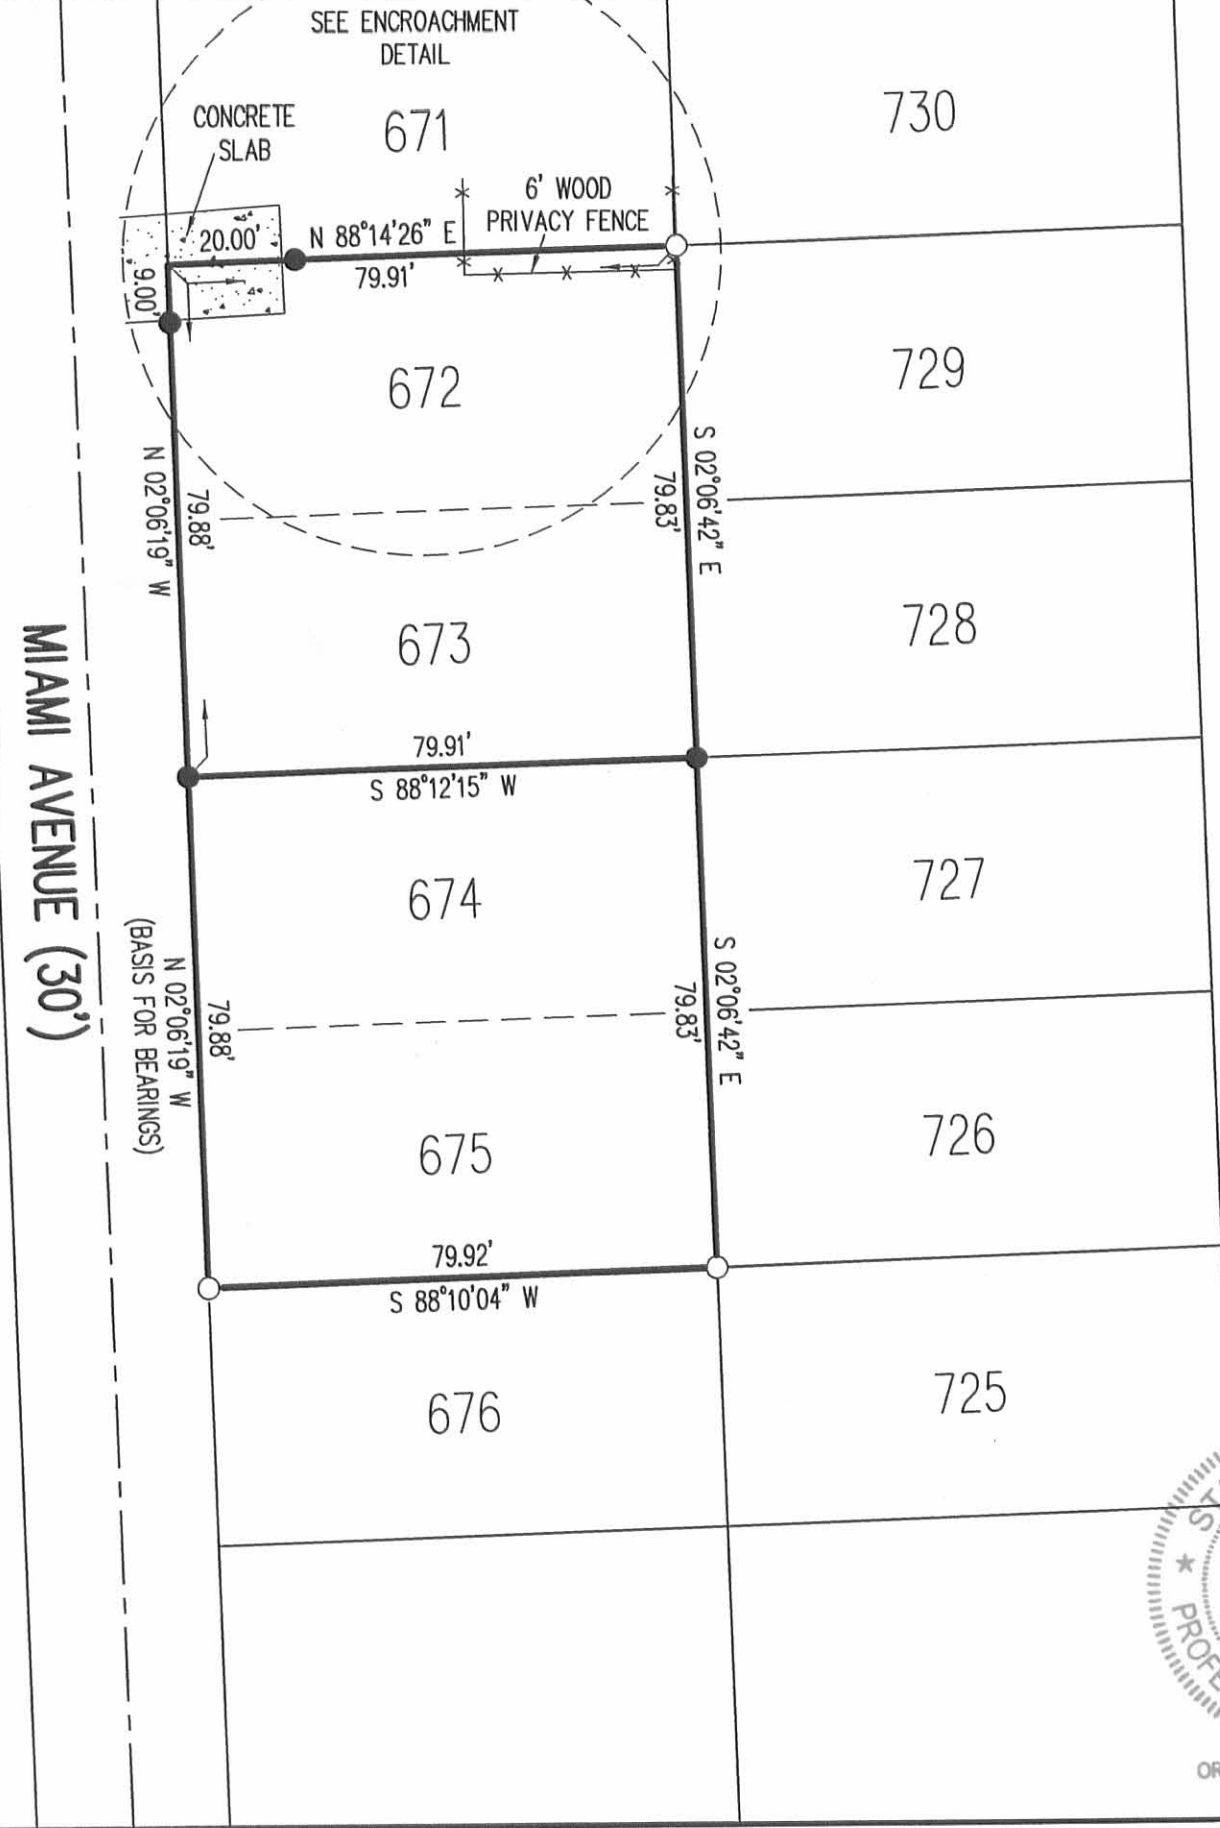 SEE ENCROACHMENT
DETAIL
CONCRETE
SLAB
671
730
6' WOOD
PRIVACY FENCE
20.00'
N 88°14'26" E
79.91'
9.00'
672
729
N 02°06'19" W
79.88'
79.83'
S 02°06'42" E
673
728
MIAMI AVENUE (30')
79.91'
S 88°12'15" W
674
727
N 02°06'19" W
(BASIS FOR BEARINGS)
79.88'
79.83'
S 02°06'42" E
675
726
79.92'
S 88°10'04" W
676
725